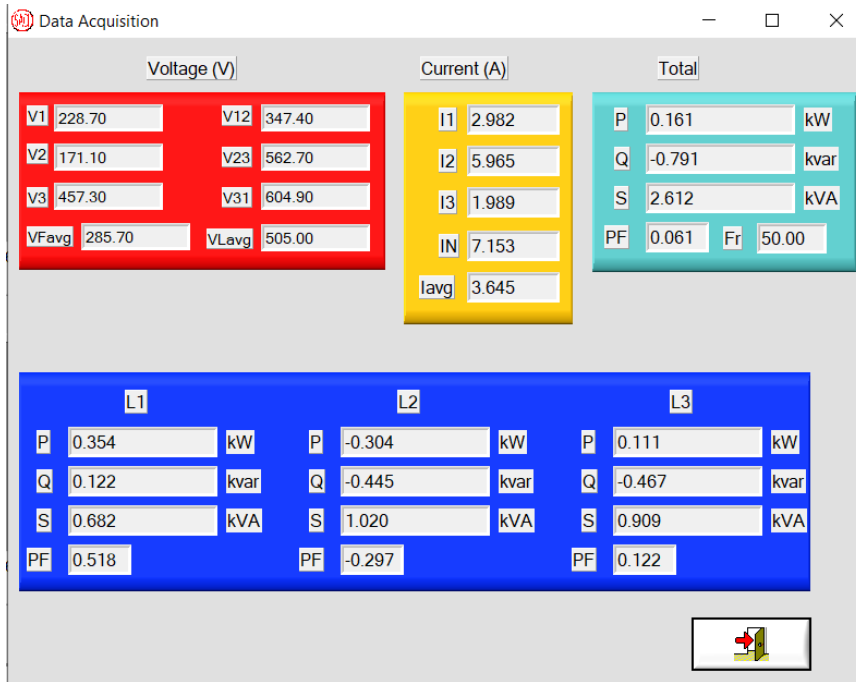 SACI Data Acquisition
Voltage (V) Current (A) Total
V1 228.70 V12 347.40 I1 2.982 P 0.161 kW
V2 171.10 V23 562.70 I2 5.965 Q -0.791 kvar
V3 457.30 V31 604.90 I3 1.989 S 2.612 kVA
VFavg 285.70 VLavg 505.00 IN 7.153 PF 0.061 Fr 50.00
Iavg 3.645
L1 L2 L3
P 0.354 kW P -0.304 kW P 0.111 kW
Q 0.122 kvar Q -0.445 kvar Q -0.467 kvar
S 0.682 kVA S 1.020 kVA S 0.909 kVA
PF 0.518 PF -0.297 PF 0.122